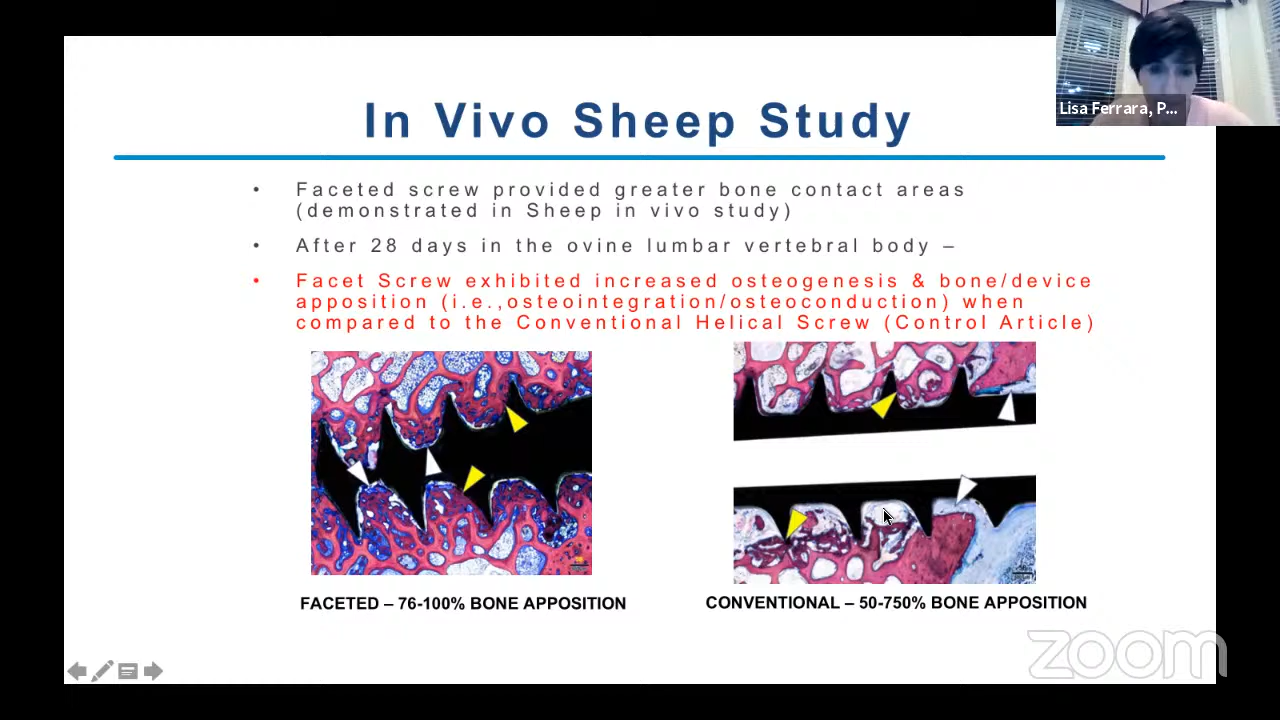 In Vivo Sheep Study
Lisa Ferrara, P...
• Faceted screw provided greater bone contact areas
(demonstrated in Sheep in vivo study)
• After 28 days in the ovine lumbar vertebral body –
• Facet Screw exhibited increased osteogenesis & bone/device
apposition (i.e.,osteointegration/osteoconduction) when
compared to the Conventional Helical Screw (Control Article)
FACETED – 76-100% BONE APPOSITION
CONVENTIONAL – 50-750% BONE APPOSITION
zoom